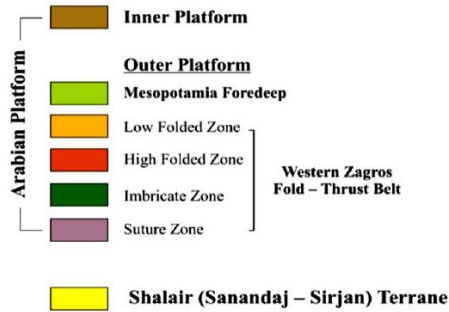 Arabian Platform
Inner Platform
Outer Platform
Mesopotamia Foredeep
Low Folded Zone
High Folded Zone
Imbricate Zone
Suture Zone
Western Zagros
Fold – Thrust Belt
Shalair (Sanandaj – Sirjan) Terrane